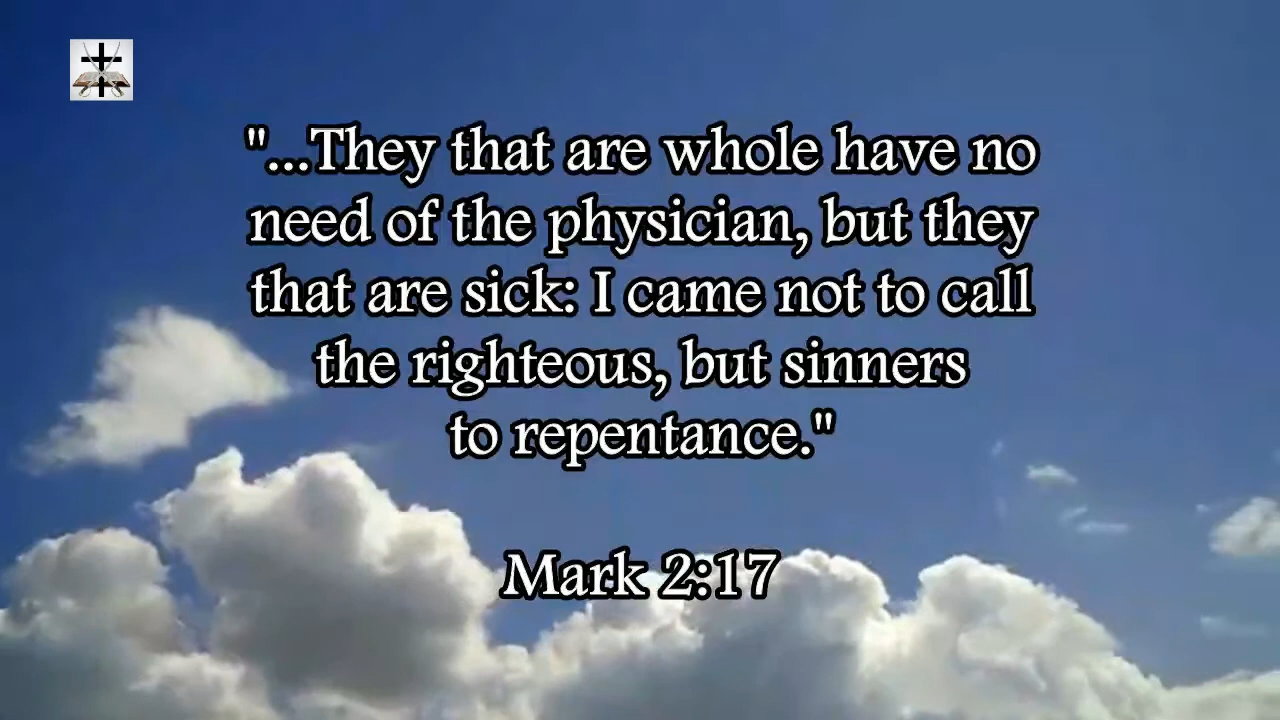 "...They that are whole have no
need of the physician, but they
that are sick: I came not to call
the righteous, but sinners
to repentance."
Mark 2:17